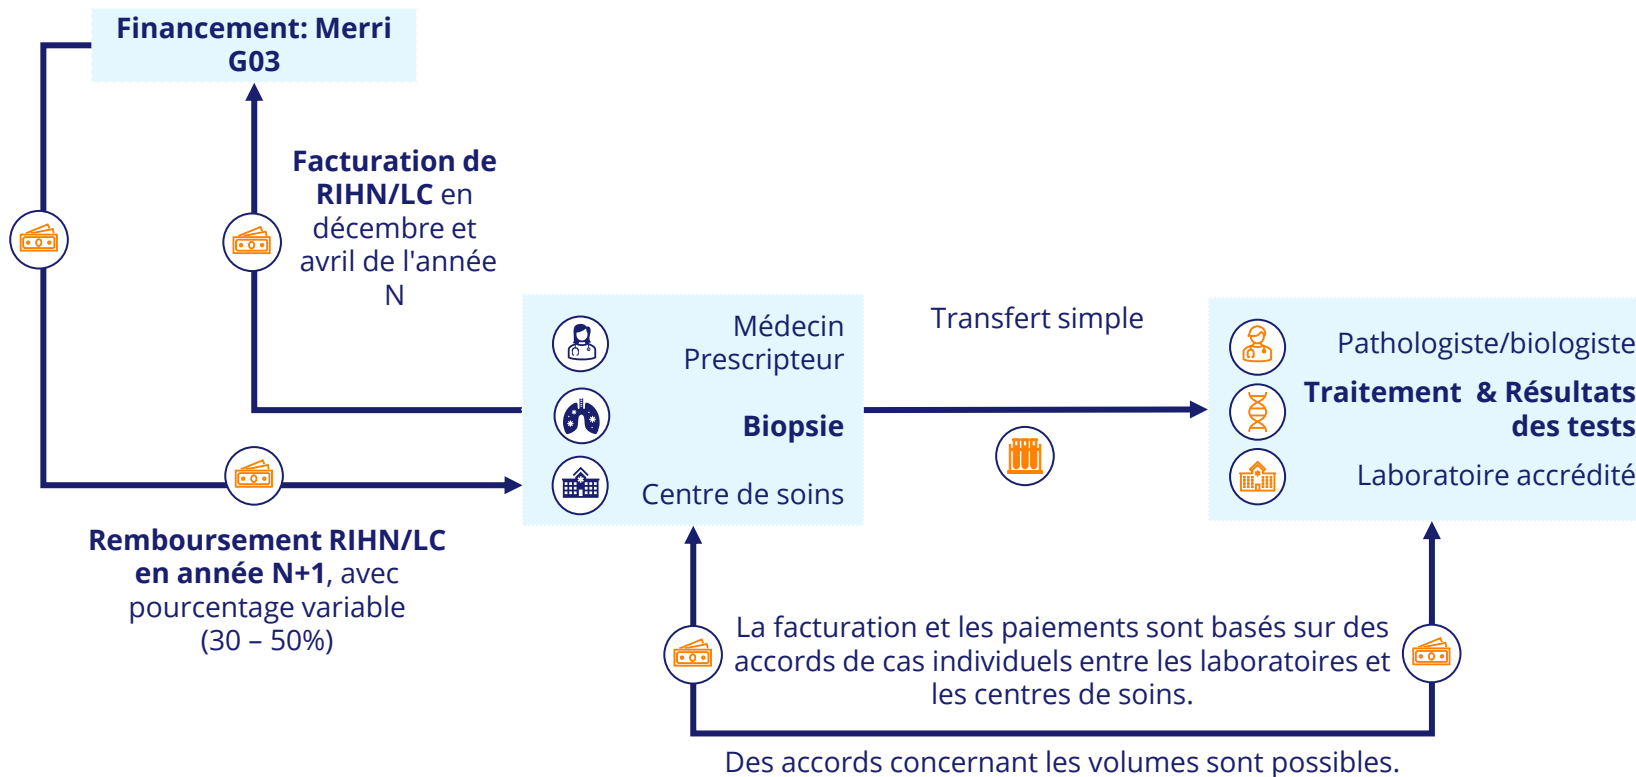 Financement: Merri
G03
Facturation de
RIHN/LC en
décembre et
avril de l'année
N
Médecin
Prescripteur
Biopsie
Centre de soins
Transfert simple
Pathologiste/biologiste
Traitement & Résultats
des tests
Laboratoire accrédité
Remboursement RIHN/LC
en année N+1, avec
pourcentage variable
(30 – 50%)
La facturation et les paiements sont basés sur des
accords de cas individuels entre les laboratoires et
les centres de soins.
Des accords concernant les volumes sont possibles.